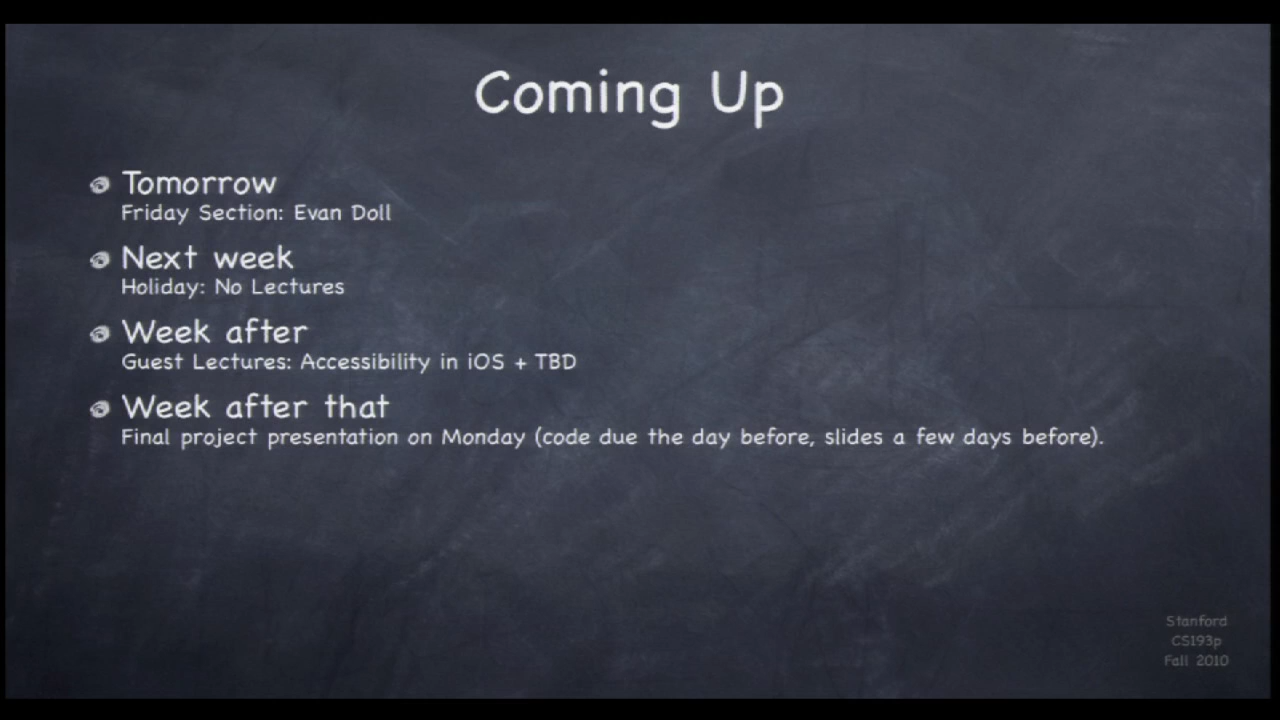 Coming Up
Tomorrow
Friday Section: Evan Doll
Next week
Holiday: No Lectures
Week after
Guest Lectures: Accessibility in iOS + TBD
Week after that
Final project presentation on Monday (code due the day before, slides a few days before).
Stanford
CS193p
Fall 2010